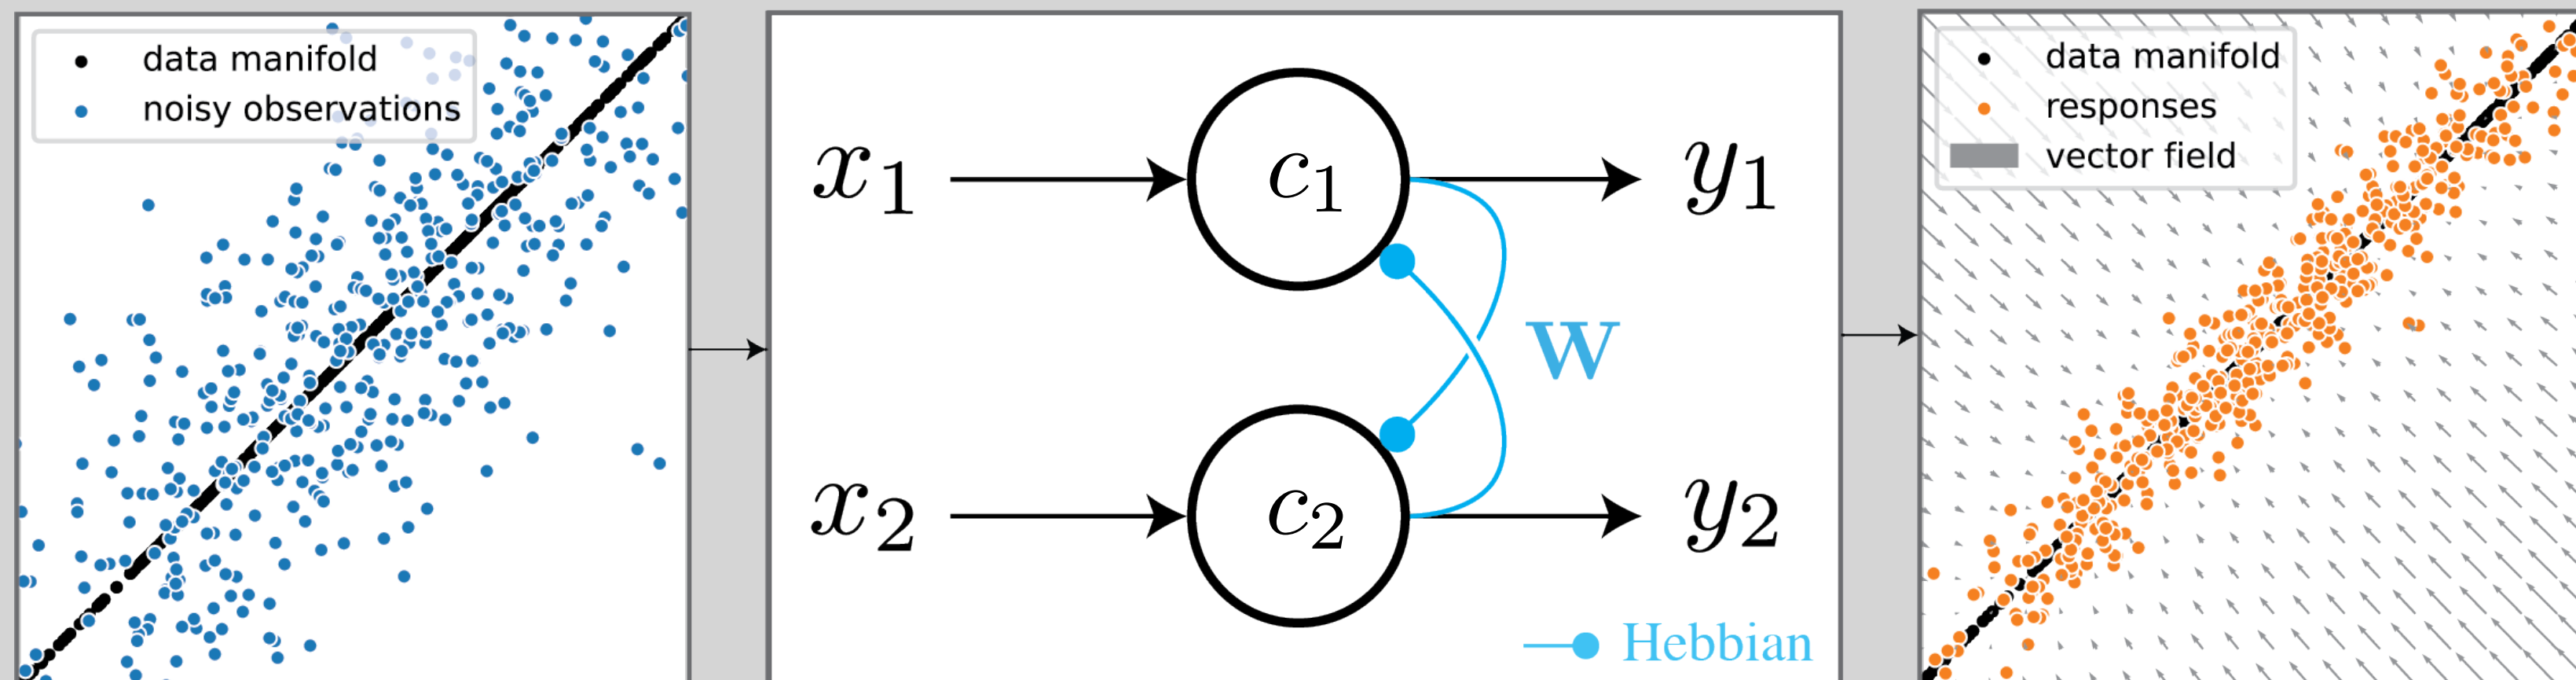 data manifold
noisy observations
x₁ c₁ y₁
W
x₂ c₂ y₂
Hebbian
data manifold
responses
vector field